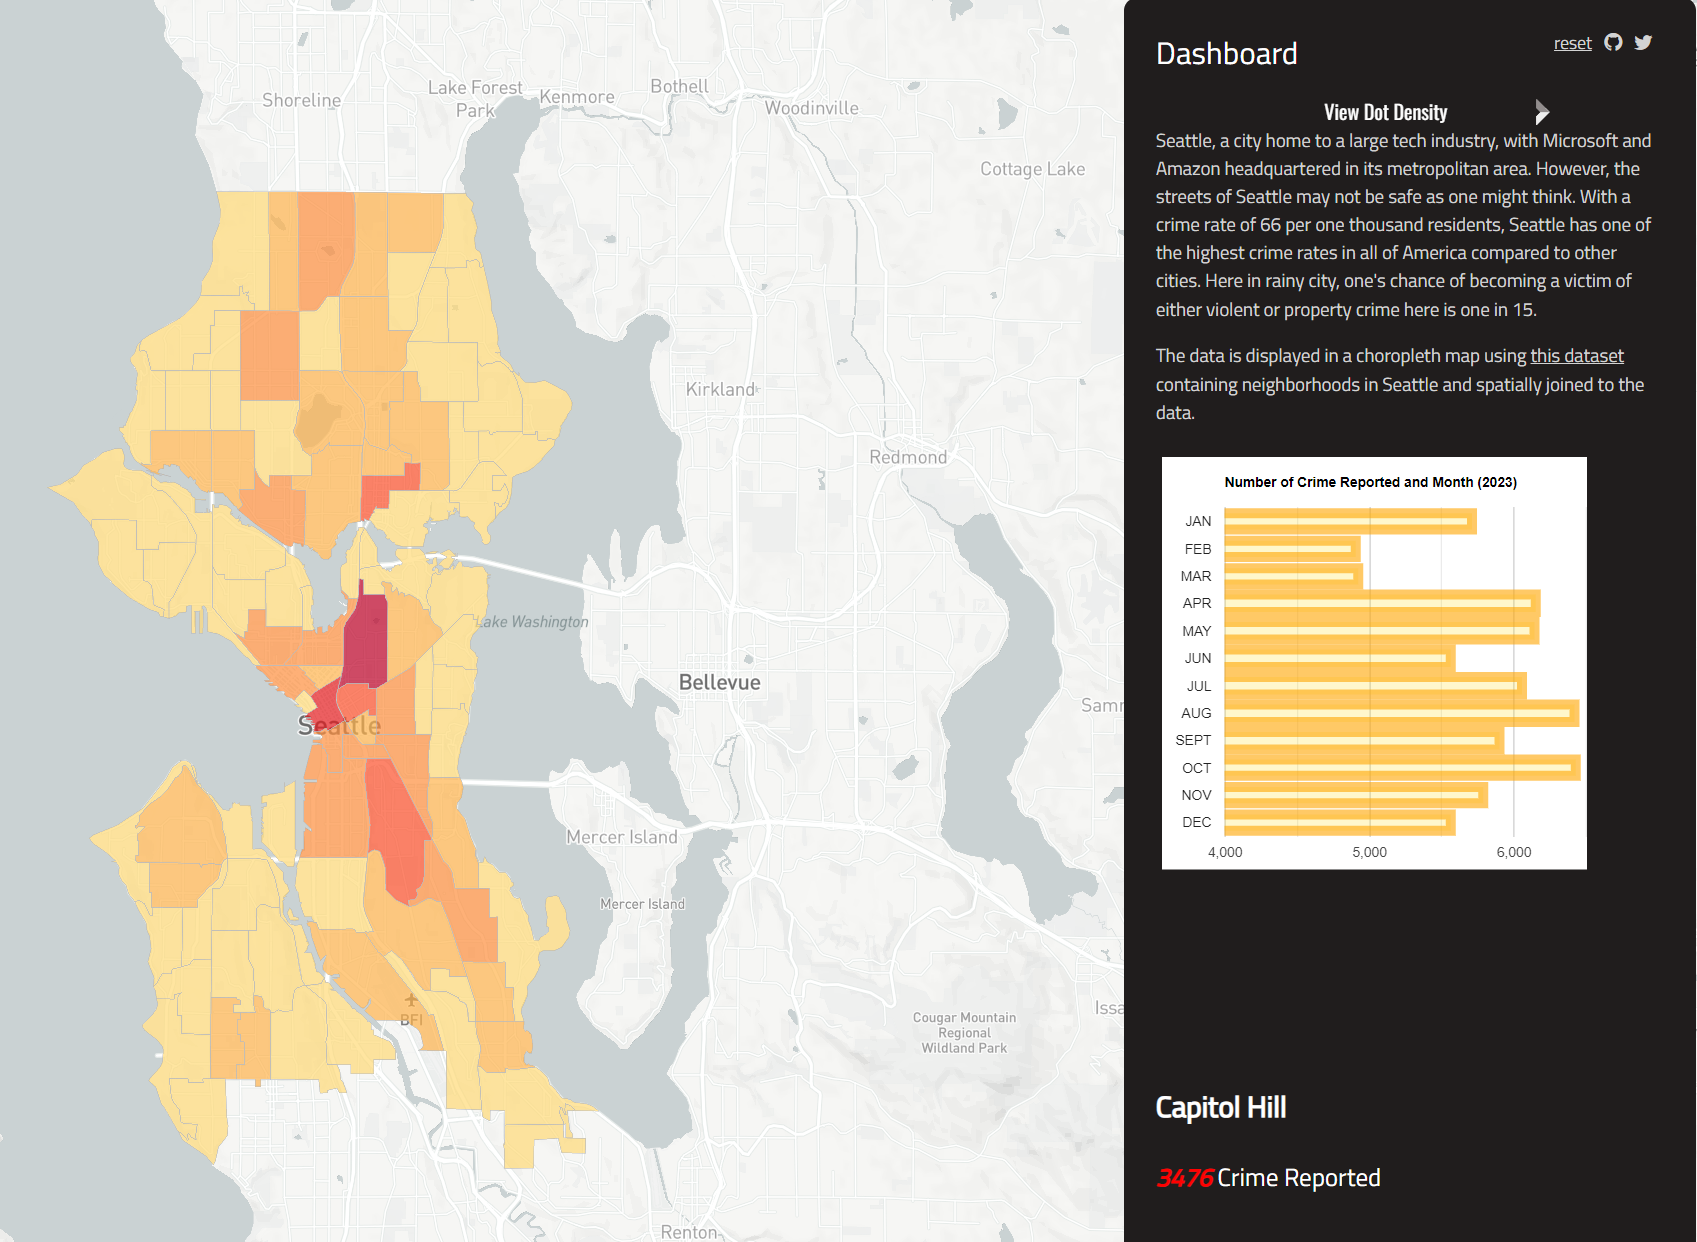 Shoreline
Lake Forest
Park
Kenmore
Bothell
Woodinville
Cottage Lake
Kirkland
Redmond
Lake Washington
Bellevue
Seattle
Mercer Island
Mercer Island
BFI
Cougar Mountain
Regional
Wildland Park
Renton
Samm
Issa
Dashboard
reset
View Dot Density
Seattle, a city home to a large tech industry, with Microsoft and
Amazon headquartered in its metropolitan area. However, the
streets of Seattle may not be safe as one might think. With a
crime rate of 66 per one thousand residents, Seattle has one of
the highest crime rates in all of America compared to other
cities. Here in rainy city, one's chance of becoming a victim of
either violent or property crime here is one in 15.
The data is displayed in a choropleth map using this dataset
containing neighborhoods in Seattle and spatially joined to the
data.
Number of Crime Reported and Month (2023)
JAN
FEB
MAR
APR
MAY
JUN
JUL
AUG
SEPT
OCT
NOV
DEC
4,000 5,000 6,000
Capitol Hill
3476 Crime Reported